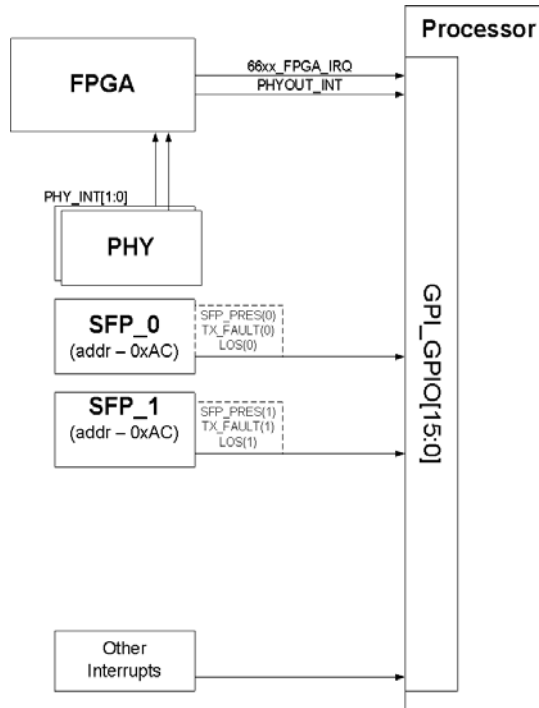 Processor
FPGA
66xx_FPGA_IRQ
PHYOUT_INT
PHY_INT[1:0]
PHY
SFP_0
(addr – 0xAC)
SFP_PRES(0)
TX_FAULT(0)
LOS(0)
SFP_1
(addr – 0xAC)
SFP_PRES(1)
TX_FAULT(1)
LOS(1)
GPI_GPIO[15:0]
Other
Interrupts